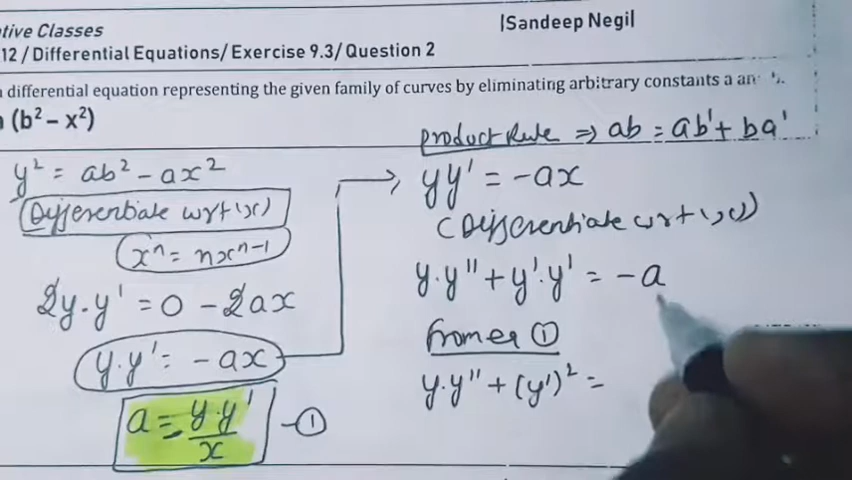 tive Classes
|Sandeep Negi|
12 / Differential Equations/ Exercise 9.3/ Question 2
differential equation representing the given family of curves by eliminating arbitrary constants a an
(b² – x²)
product Rule ⇒ ab = ab' + ba'
y² = ab² - ax²
(Differentiate wrt x)
xⁿ = nxⁿ⁻¹
2y.y' = 0 - 2ax
y.y' = -ax
a = y.y'/x -①
yy' = -ax
(Differentiate wrt x)
y.y'' + y'.y' = -a
from eq ①
y.y'' + (y')² =